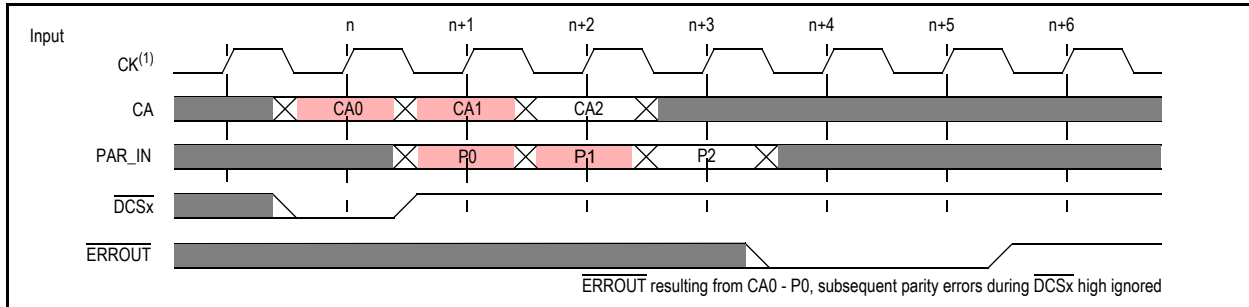 n n+1 n+2 n+3 n+4 n+5 n+6
Input
CK(1)
CA CA0 CA1 CA2
PAR_IN P0 P1 P2
DCSx
ERROUT
ERROUT resulting from CA0 - P0, subsequent parity errors during DCSx high ignored